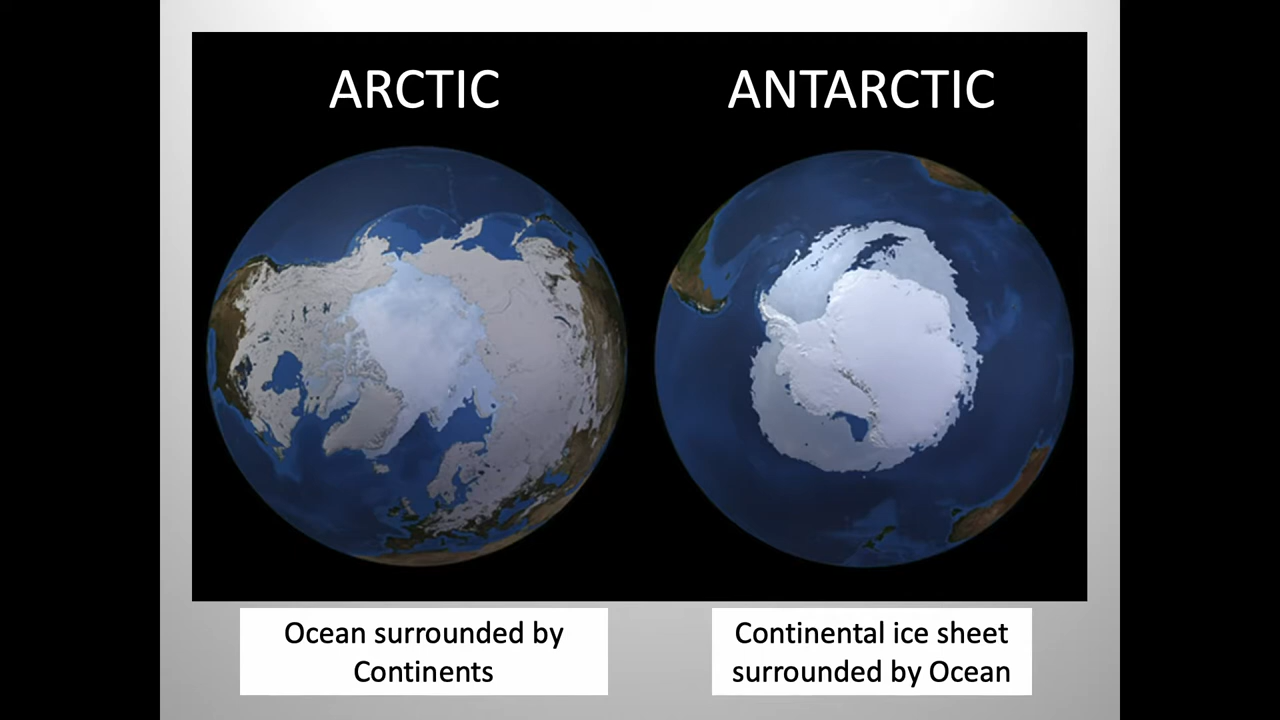 ARCTIC
ANTARCTIC
Ocean surrounded by
Continents
Continental ice sheet
surrounded by Ocean